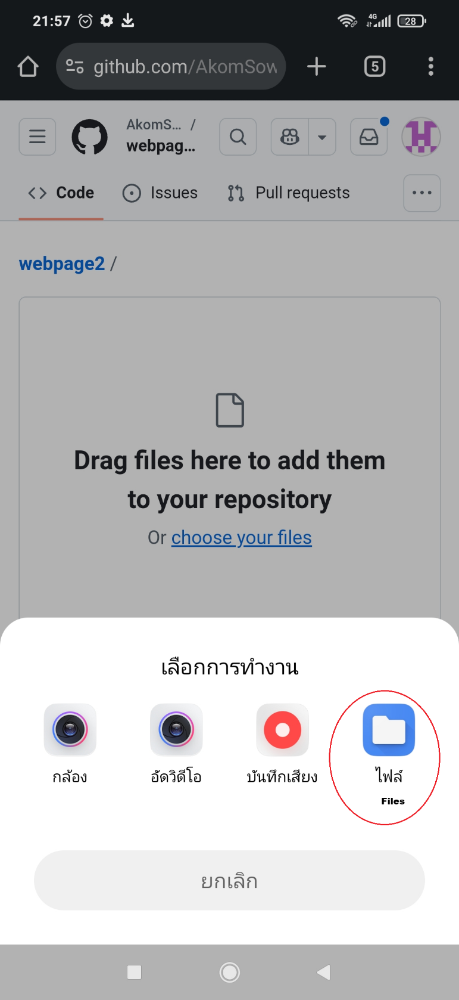 21:57
4G
28
github.com/AkomSow
5
AkomS... /
webpag...
Code
Issues
Pull requests
webpage2 /
Drag files here to add them
to your repository
Or choose your files
เลือกการทำงาน
กล้อง
อัดวิดีโอ
บันทึกเสียง
ไฟล์
Files
ยกเลิก